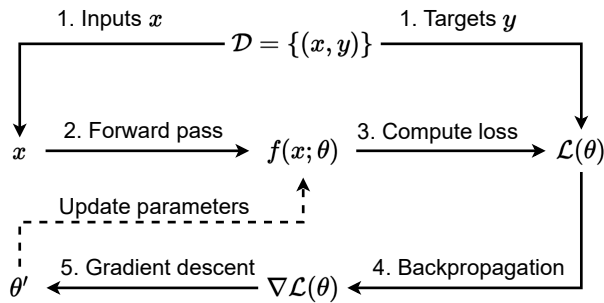 1. Inputs x
𝒟 = {(x, y)}
1. Targets y
x
2. Forward pass
f(x; θ)
3. Compute loss
ℒ(θ)
Update parameters
θ′
5. Gradient descent
∇ℒ(θ)
4. Backpropagation